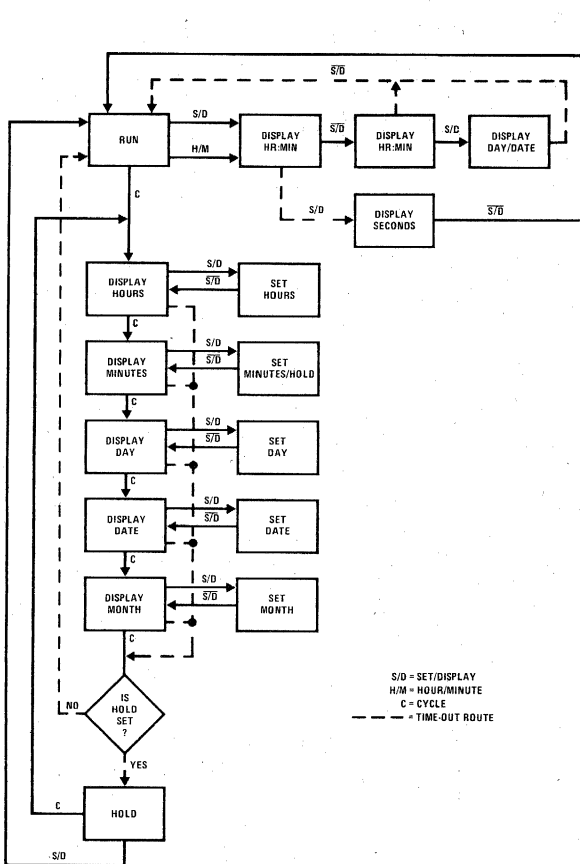 S/D
RUN
S/D
H/M
DISPLAY
HR:MIN
S/D
DISPLAY
HR:MIN
S/D
DISPLAY
DAY/DATE
S/D
DISPLAY
SECONDS
S/D
C
DISPLAY
HOURS
S/D
S/D
SET
HOURS
C
DISPLAY
MINUTES
S/D
S/D
SET
MINUTES/HOLD
C
DISPLAY
DAY
S/D
S/D
SET
DAY
C
DISPLAY
DATE
S/D
S/D
SET
DATE
C
DISPLAY
MONTH
S/D
S/D
SET
MONTH
C
S/D = SET/DISPLAY
H/M = HOUR/MINUTE
C = CYCLE
= TIME-OUT ROUTE
NO
IS
HOLD
SET
?
YES
C
HOLD
S/D